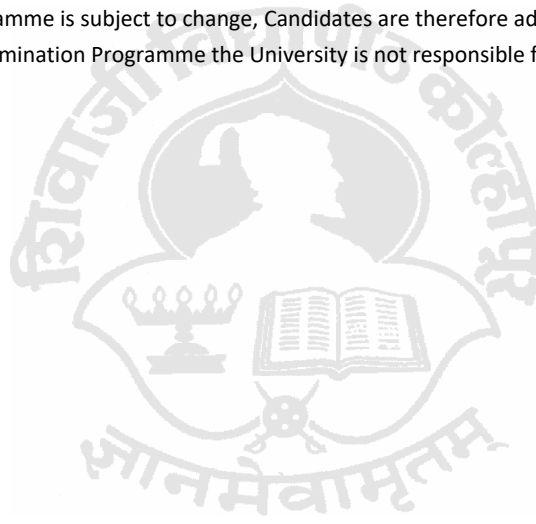 amme is subject to change, Candidates are therefore ad
mination Programme the University is not responsible f
शिवाजी विद्यापीठ कोल्हापूर
ज्ञानमेवामृतम्